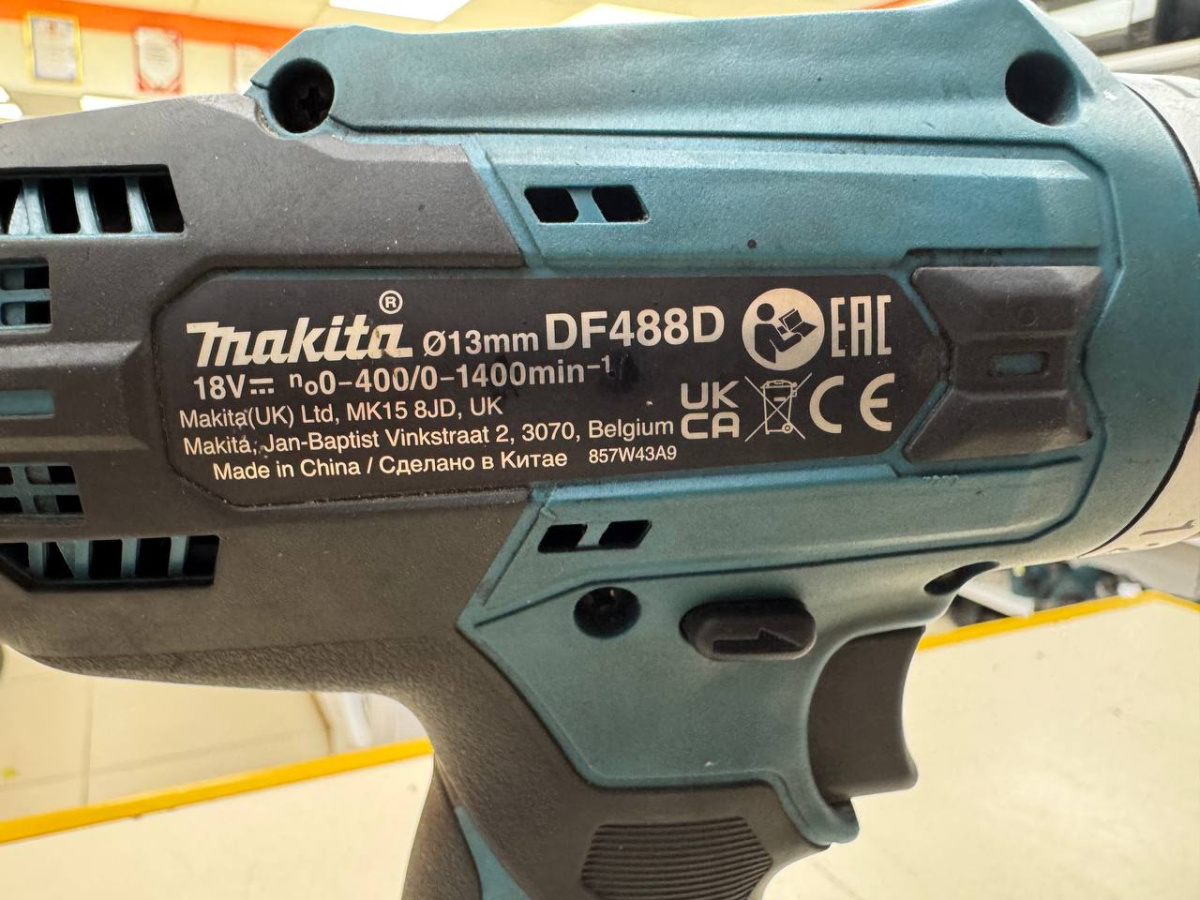 makita® Ø13mm DF488D EAC
18V⎓ n₀0-400/0-1400min⁻¹
Makita(UK) Ltd, MK15 8JD, UK
UK
CA CE
Makita, Jan-Baptist Vinkstraat 2, 3070, Belgium
Made in China / Сделано в Китае 857W43A9